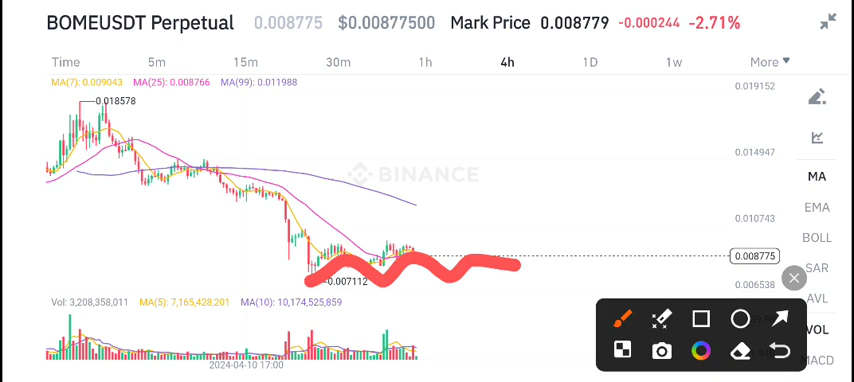 BOMEUSDT Perpetual 0.008775 $0.00877500 Mark Price 0.008779 -0.000244 -2.71%
Time 5m 15m 30m 1h 4h 1D 1w More
MA(7): 0.009043 MA(25): 0.008766 MA(99): 0.011988
0.019152
0.018578
0.014947
MA
BINANCE
EMA
0.010743
BOLL
0.008775
SAR
0.007112
0.006538
AVL
Vol: 3,208,358,011 MA(5): 7,165,428,201 MA(10): 10,174,525,859
VOL
MACD
2024-04-10 17:00